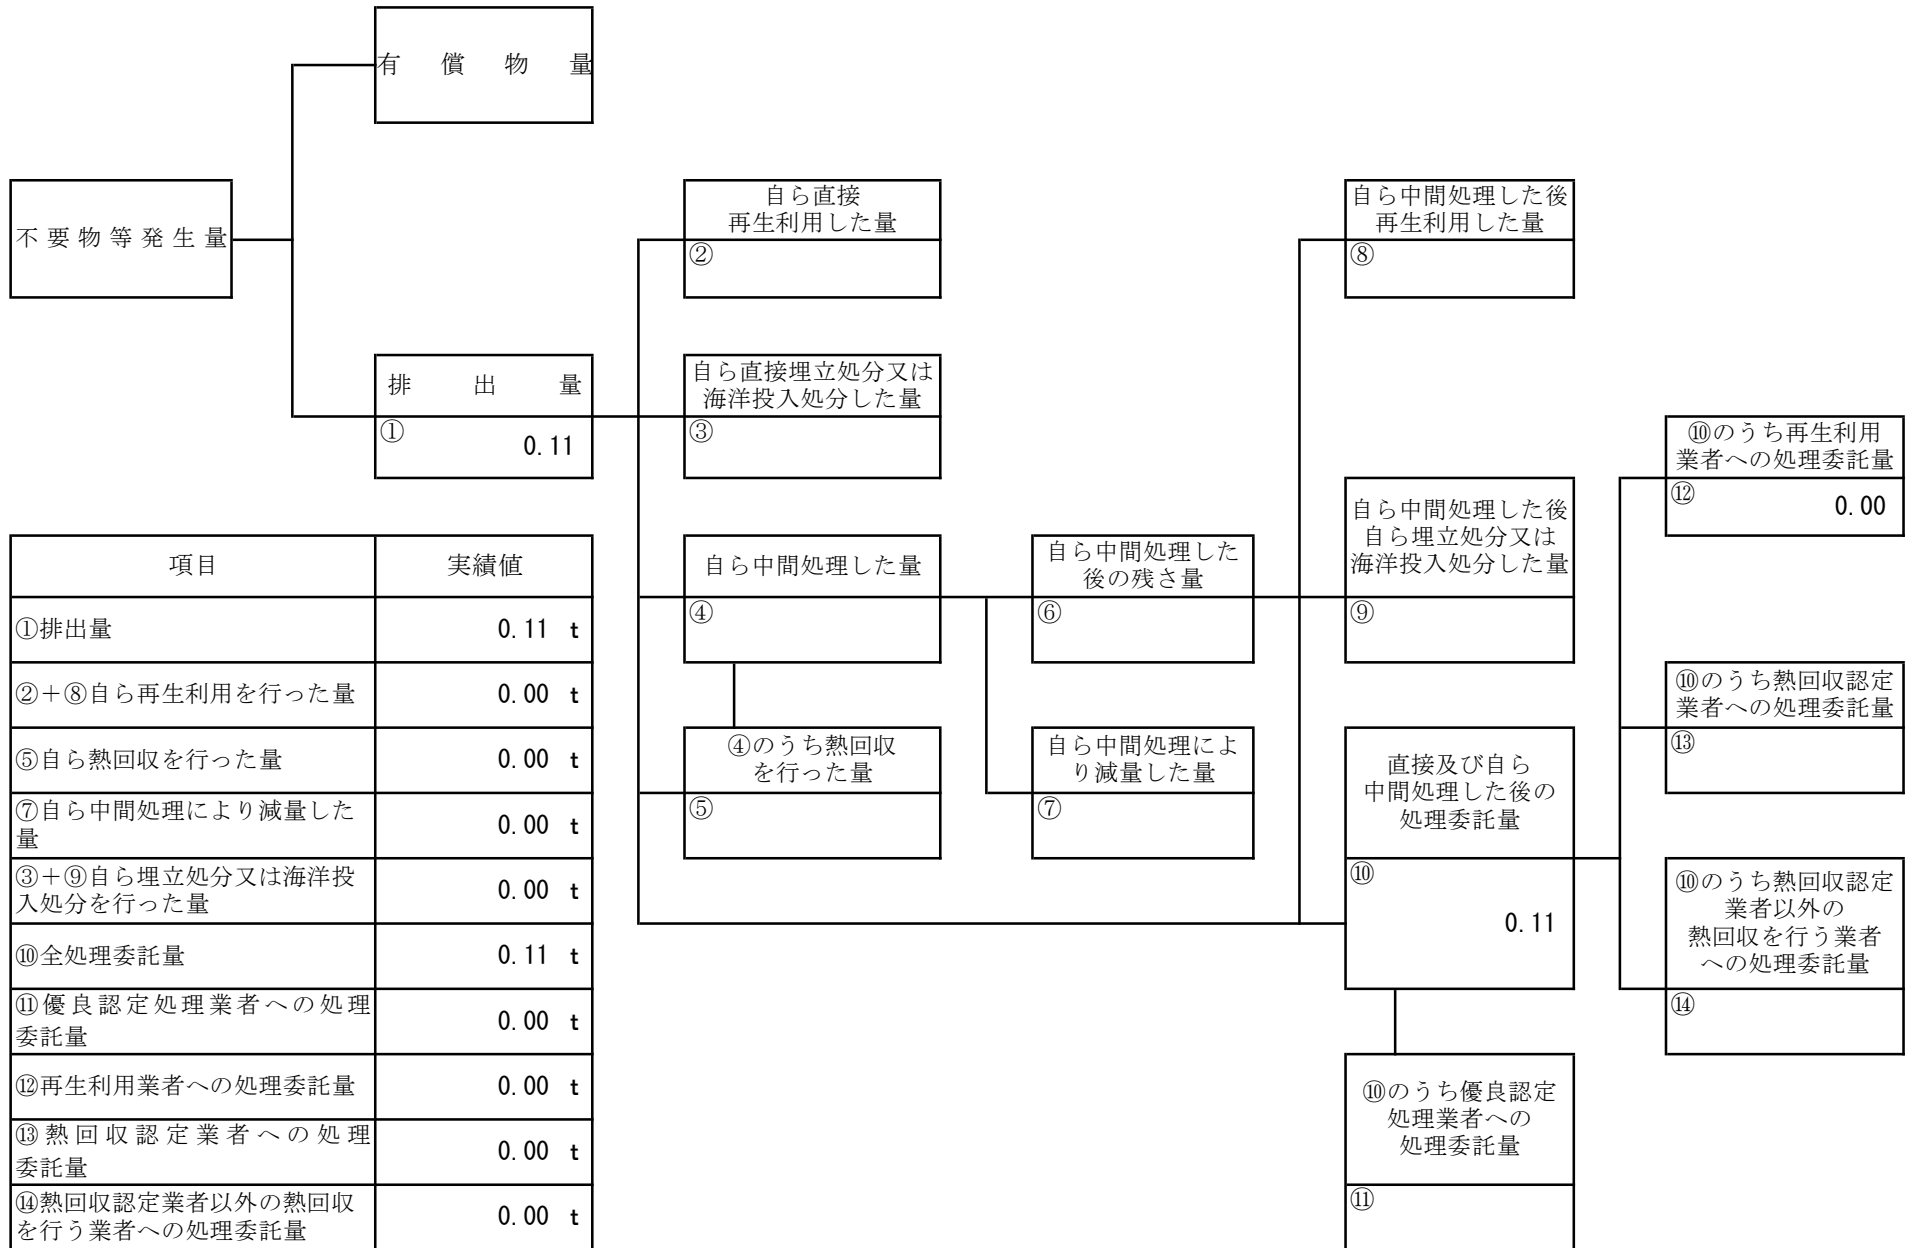 有償物量
不要物等発生量
自ら直接
再生利用した量
②
自ら中間処理した後
再生利用した量
⑧
排出量
①
0.11
自ら直接埋立処分又は
海洋投入処分した量
③
⑩のうち再生利用
業者への処理委託量
⑫
0.00
自ら中間処理した量
④
自ら中間処理した
後の残さ量
⑥
自ら中間処理した後
自ら埋立処分又は
海洋投入処分した量
⑨
④のうち熱回収
を行った量
⑤
自ら中間処理によ
り減量した量
⑦
直接及び自ら
中間処理した後の
処理委託量
⑩
0.11
⑩のうち熱回収認定
業者への処理委託量
⑬
⑩のうち熱回収認定
業者以外の
熱回収を行う業者
への処理委託量
⑭
⑩のうち優良認定
処理業者への
処理委託量
⑪
項目 実績値
①排出量 0.11 t
②+⑧自ら再生利用を行った量 0.00 t
⑤自ら熱回収を行った量 0.00 t
⑦自ら中間処理により減量した
量 0.00 t
③+⑨自ら埋立処分又は海洋投
入処分を行った量 0.00 t
⑩全処理委託量 0.11 t
⑪優良認定処理業者への処理
委託量 0.00 t
⑫再生利用業者への処理委託量 0.00 t
⑬熱回収認定業者への処理
委託量 0.00 t
⑭熱回収認定業者以外の熱回収
を行う業者への処理委託量 0.00 t